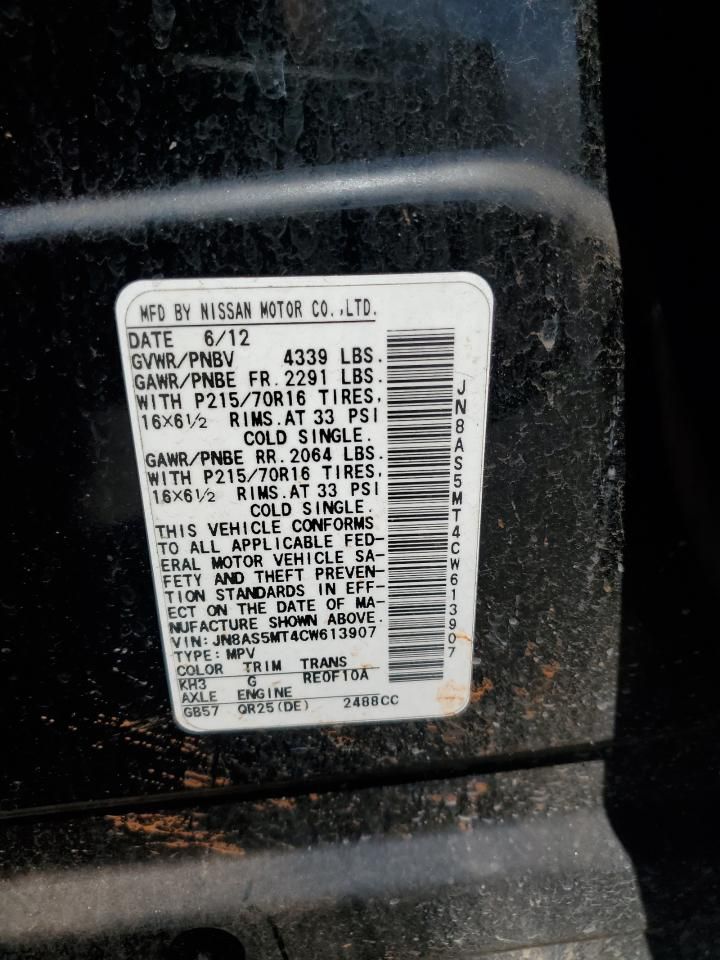 MFD BY NISSAN MOTOR CO.,LTD.
DATE 6/12
GVWR/PNBV 4339 LBS.
GAWR/PNBE FR. 2291 LBS.
WITH P215/70R16 TIRES,
16X6½ RIMS. AT 33 PSI
COLD SINGLE.
GAWR/PNBE RR. 2064 LBS.
WITH P215/70R16 TIRES,
16X6½ RIMS. AT 33 PSI
COLD SINGLE.
THIS VEHICLE CONFORMS
TO ALL APPLICABLE FED-
ERAL MOTOR VEHICLE SA-
FETY AND THEFT PREVEN-
TION STANDARDS IN EFF-
ECT ON THE DATE OF MA-
NUFACTURE SHOWN ABOVE.
VIN: JN8AS5MT4CW613907
TYPE: MPV
COLOR TRIM TRANS
KH3 G RE0F10A
AXLE ENGINE
GB57 QR25(DE) 2488CC
JN8AS5MT4CW613907